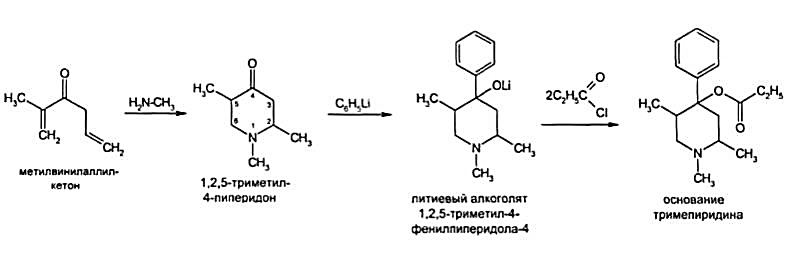 O
H₃C
CH₂
CH₂
метилвинилаллил-
кетон
H₂N-CH₃
O
H₃C
4
5
3
6
2
1
N
CH₃
CH₃
1,2,5-триметил-
4-пиперидон
C₆H₅Li
OLi
H₃C
N
CH₃
CH₃
литиевый алкоголят
1,2,5-триметил-4-
фенилпиперидола-4
O
2C₂H₅C
Cl
O
C₂H₅
H₃C
O
N
CH₃
CH₃
основание
тримепиридина